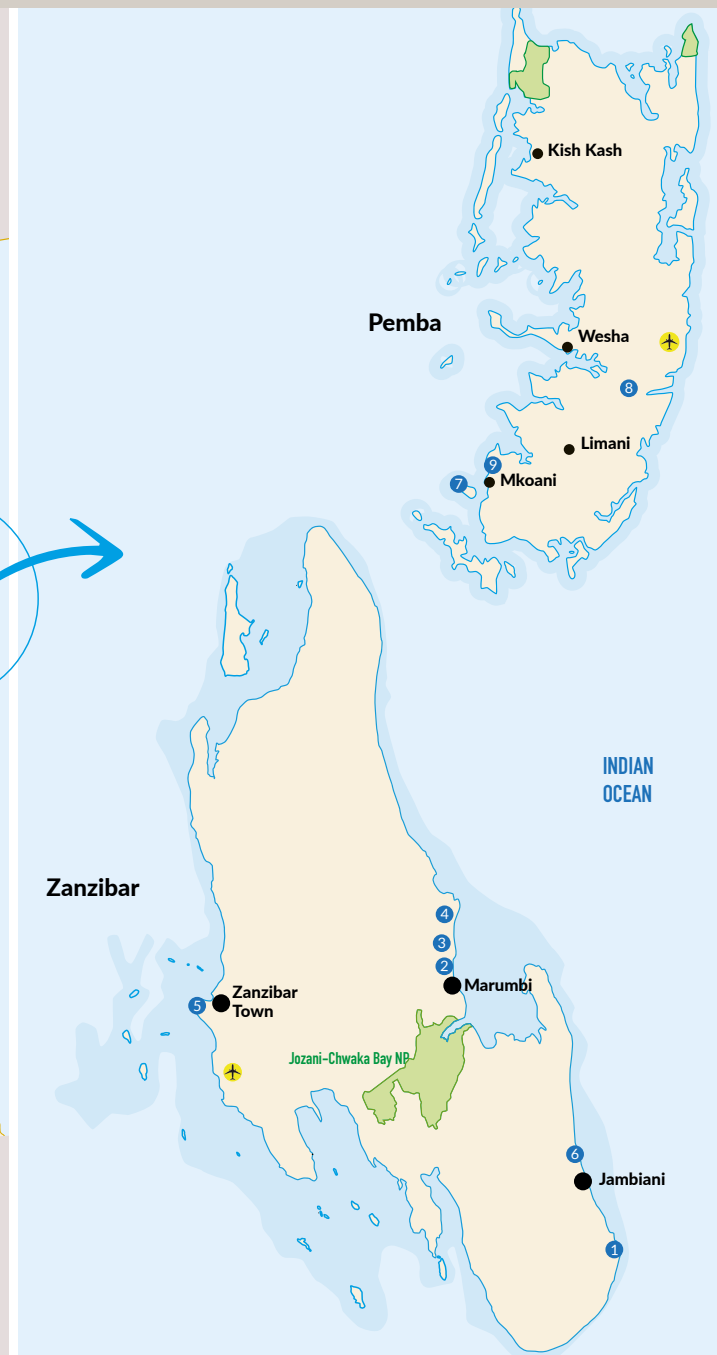 Kish Kash
Pemba
Wesha
8
Limani
9
7
Mkoani
INDIAN
OCEAN
Zanzibar
4
3
2
Marumbi
Zanzibar
Town
5
Jozani-Chwaka Bay NP
6
Jambiani
1